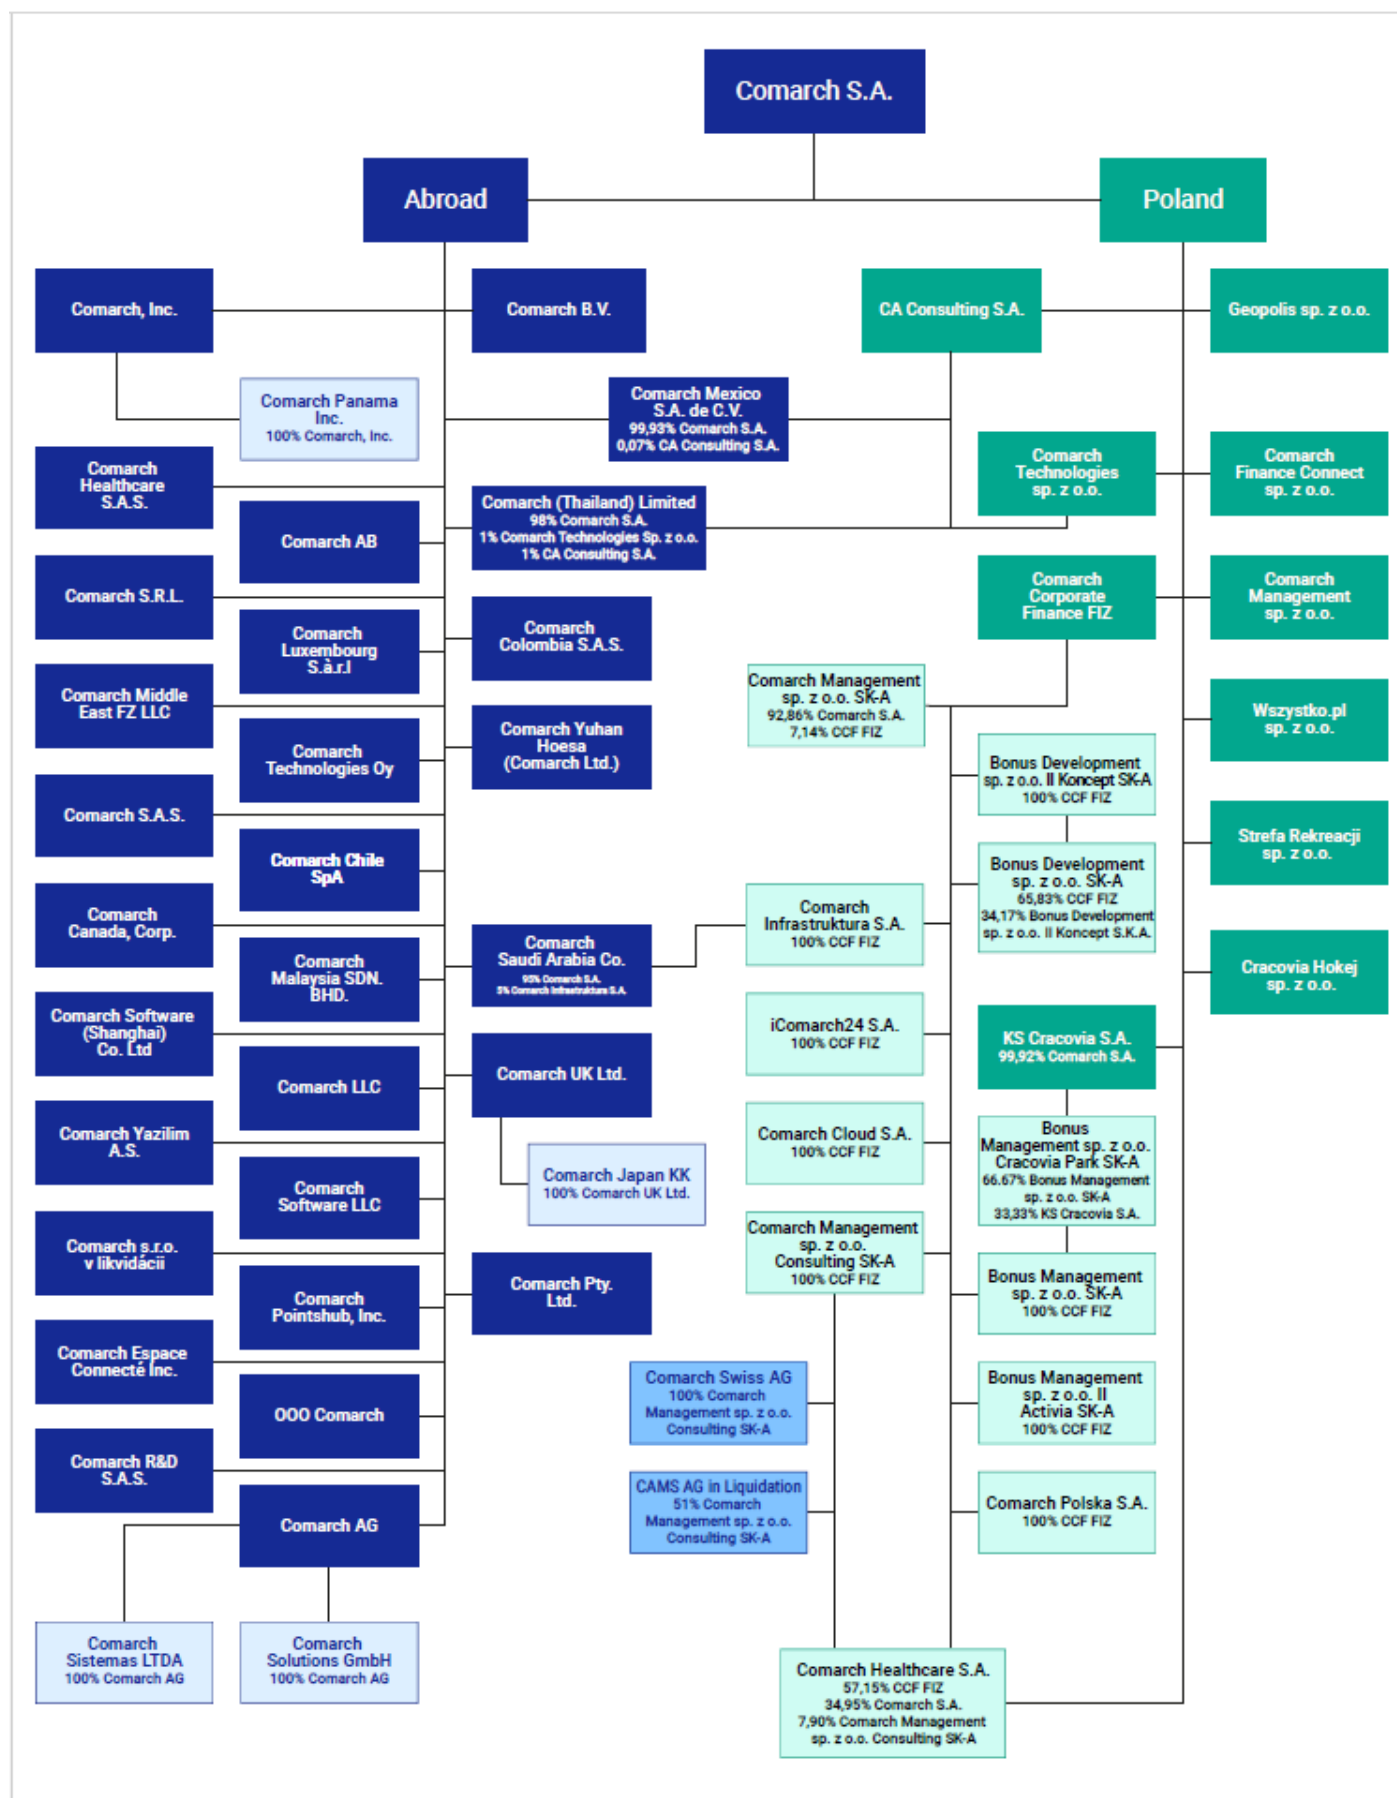 Comarch S.A.
Abroad
Poland
Comarch, Inc.
Comarch B.V.
CA Consulting S.A.
Geopolis sp. z o.o.
Comarch Panama
Inc.
100% Comarch, Inc.
Comarch Mexico
S.A. de C.V.
99,93% Comarch S.A.
0,07% CA Consulting S.A.
Comarch
Healthcare
S.A.S.
Comarch
Technologies
sp. z o.o.
Comarch
Finance Connect
sp. z o.o.
Comarch AB
Comarch (Thailand) Limited
98% Comarch S.A.
1% Comarch Technologies Sp. z o.o.
1% CA Consulting S.A.
Comarch S.R.L.
Comarch
Corporate
Finance FIZ
Comarch
Management
sp. z o.o.
Comarch
Luxembourg
S.à.r.l
Comarch
Colombia S.A.S.
Comarch Middle
East FZ LLC
Comarch Management
sp. z o.o. SK-A
92,86% Comarch S.A.
7,14% CCF FIZ
Wszystko.pl
sp. z o.o.
Comarch
Technologies Oy
Comarch Yuhan
Hoesa
(Comarch Ltd.)
Bonus Development
sp. z o.o. II Koncept SK-A
100% CCF FIZ
Comarch S.A.S.
Strefa Rekreacji
sp. z o.o.
Comarch Chile
SpA
Bonus Development
sp. z o.o. SK-A
65,83% CCF FIZ
34,17% Bonus Development
sp. z o.o. II Koncept S.K.A.
Comarch
Canada, Corp.
Comarch
Infrastruktura S.A.
100% CCF FIZ
Comarch
Malaysia SDN.
BHD.
Comarch
Saudi Arabia Co.
95% Comarch S.A.
5% Comarch Infrastruktura S.A.
Cracovia Hokej
sp. z o.o.
Comarch Software
(Shanghai)
Co. Ltd
iComarch24 S.A.
100% CCF FIZ
KS Cracovia S.A.
99,92% Comarch S.A.
Comarch LLC
Comarch UK Ltd.
Comarch Yazilim
A.S.
Comarch Cloud S.A.
100% CCF FIZ
Bonus
Management sp. z o.o.
Cracovia Park SK-A
66.67% Bonus Management
sp. z o.o. SK-A
33,33% KS Cracovia S.A.
Comarch
Software LLC
Comarch Japan KK
100% Comarch UK Ltd.
Comarch s.r.o.
v likvidácii
Comarch Management
sp. z o.o.
Consulting SK-A
100% CCF FIZ
Comarch
Pointshub, Inc.
Comarch Pty.
Ltd.
Bonus Management
sp. z o.o. SK-A
100% CCF FIZ
Comarch Espace
Connecté Inc.
OOO Comarch
Comarch Swiss AG
100% Comarch
Management sp. z o.o.
Consulting SK-A
Bonus Management
sp. z o.o. II
Activia SK-A
100% CCF FIZ
Comarch R&D
S.A.S.
Comarch AG
CAMS AG in Liquidation
51% Comarch
Management sp. z o.o.
Consulting SK-A
Comarch Polska S.A.
100% CCF FIZ
Comarch
Sistemas LTDA
100% Comarch AG
Comarch
Solutions GmbH
100% Comarch AG
Comarch Healthcare S.A.
57,15% CCF FIZ
34,95% Comarch S.A.
7,90% Comarch Management
sp. z o.o. Consulting SK-A